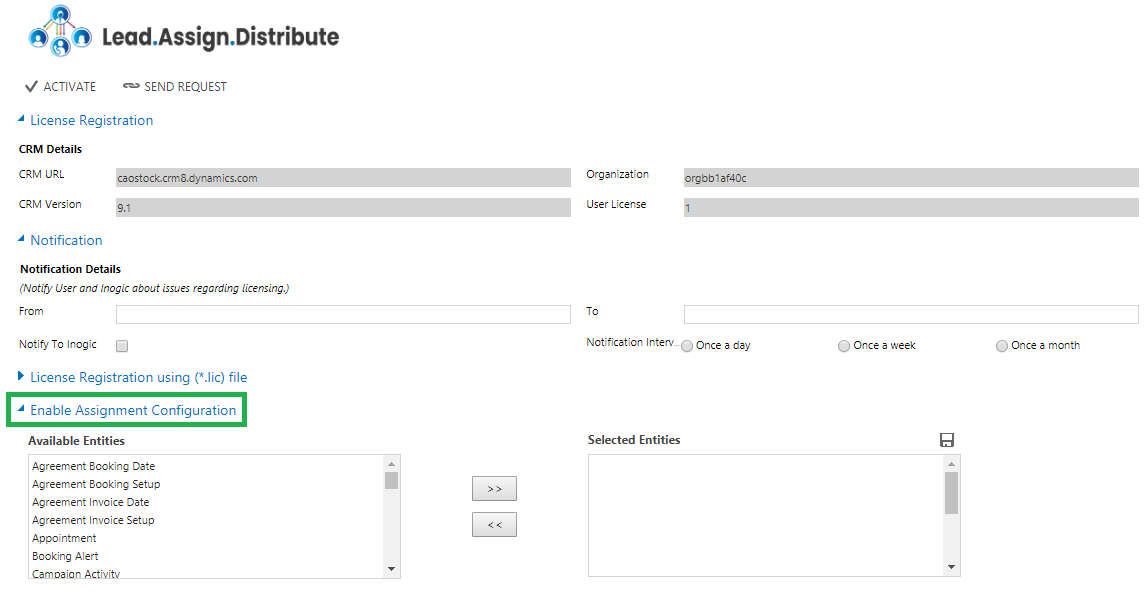 Lead.Assign.Distribute
ACTIVATE SEND REQUEST
License Registration
CRM Details
CRM URL caostock.crm8.dynamics.com Organization orgbb1af40c
CRM Version 9.1 User License 1
Notification
Notification Details
(Notify User and Inogic about issues regarding licensing.)
From To
Notify To Inogic Notification Interv... Once a day Once a week Once a month
License Registration using (*.lic) file
Enable Assignment Configuration
Available Entities Selected Entities
Agreement Booking Date
Agreement Booking Setup
Agreement Invoice Date
Agreement Invoice Setup
Appointment
Booking Alert
Campaign Activity
>>
<<